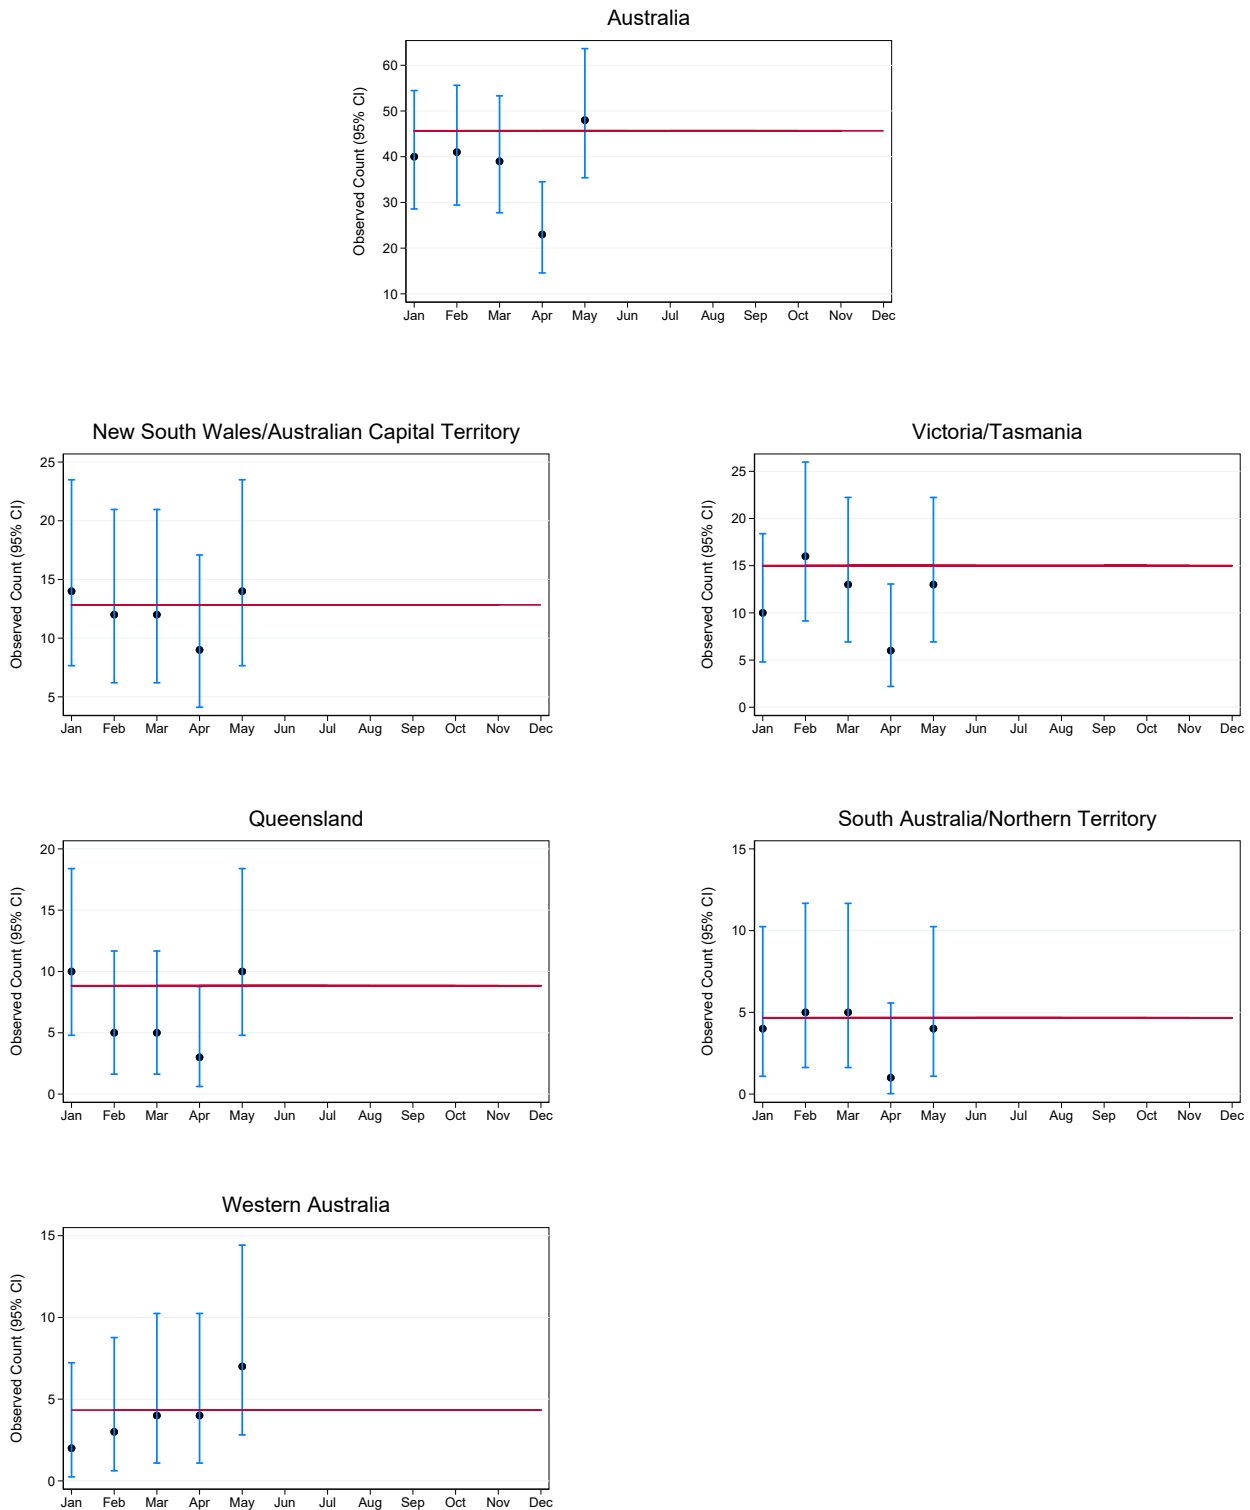 Australia
Observed Count (95% CI)
60
50
40
30
20
10
Jan Feb Mar Apr May Jun Jul Aug Sep Oct Nov Dec
New South Wales/Australian Capital Territory
Observed Count (95% CI)
25
20
15
10
5
Jan Feb Mar Apr May Jun Jul Aug Sep Oct Nov Dec
Victoria/Tasmania
Observed Count (95% CI)
25
20
15
10
5
0
Jan Feb Mar Apr May Jun Jul Aug Sep Oct Nov Dec
Queensland
Observed Count (95% CI)
20
15
10
5
0
Jan Feb Mar Apr May Jun Jul Aug Sep Oct Nov Dec
South Australia/Northern Territory
Observed Count (95% CI)
15
10
5
0
Jan Feb Mar Apr May Jun Jul Aug Sep Oct Nov Dec
Western Australia
Observed Count (95% CI)
15
10
5
0
Jan Feb Mar Apr May Jun Jul Aug Sep Oct Nov Dec